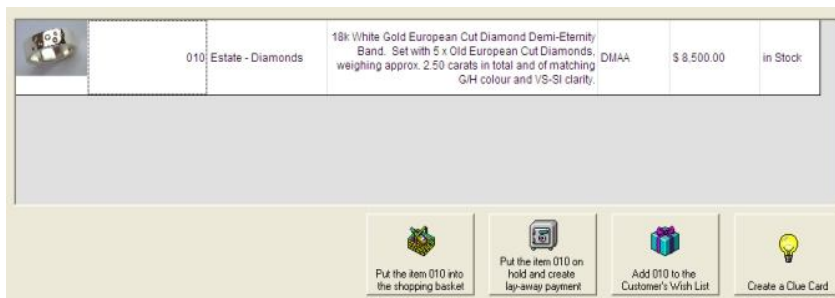 18k White Gold European Cut Diamond Demi-Eternity
Band. Set with 5 x Old European Cut Diamonds,
010 Estate - Diamonds weighing approx. 2.50 carats in total and of matching DMAA $ 8,500.00 in Stock
G/H colour and VS-SI clarity.
Put the item 010 into
the shopping basket
Put the item 010 on
hold and create
lay-away payment
Add 010 to the
Customer's Wish List
Create a Clue Card